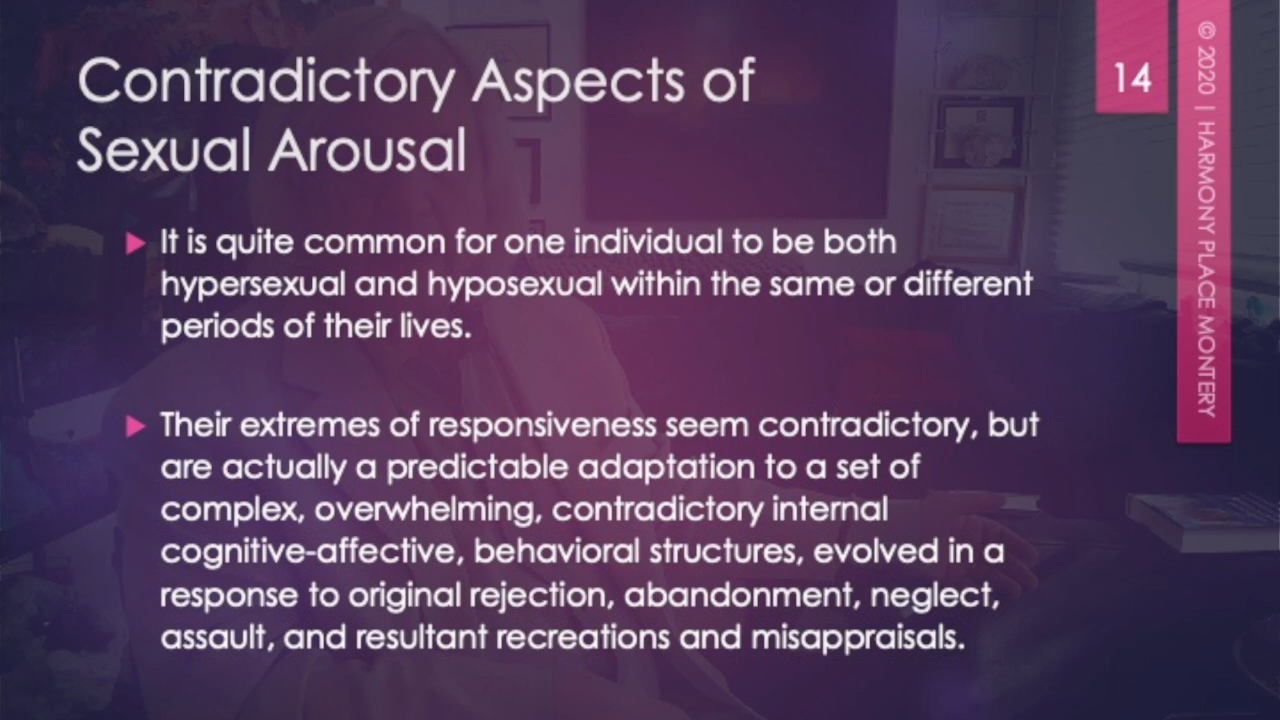 Contradictory Aspects of
Sexual Arousal
14
© 2020 | HARMONY PLACE MONTERY
It is quite common for one individual to be both
hypersexual and hyposexual within the same or different
periods of their lives.
Their extremes of responsiveness seem contradictory, but
are actually a predictable adaptation to a set of
complex, overwhelming, contradictory internal
cognitive-affective, behavioral structures, evolved in a
response to original rejection, abandonment, neglect,
assault, and resultant recreations and misappraisals.